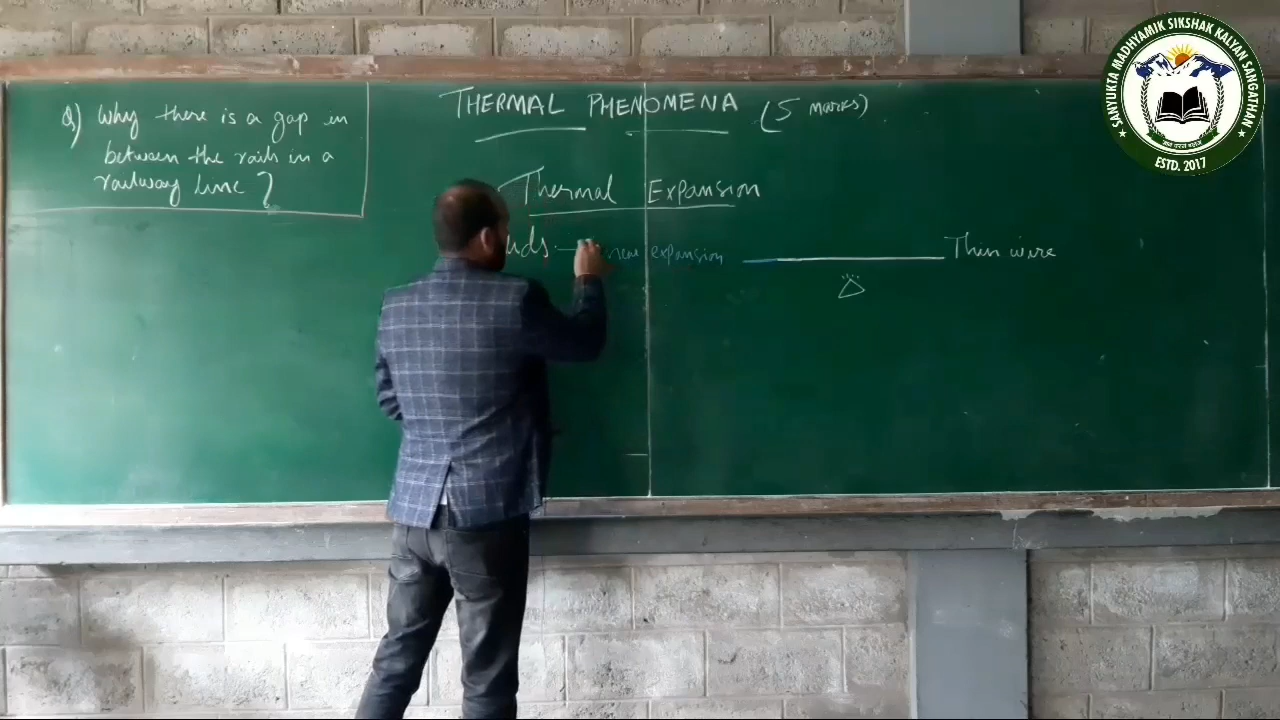 Q) Why there is a gap in
between the rails in a
railway line?
THERMAL PHENOMENA (5 marks)
Thermal Expansion
expansion
Thin wire
SANYUKTA MADHYAMIK SIKSHAK KALYAN SANGATHAN
ESTD. 2017